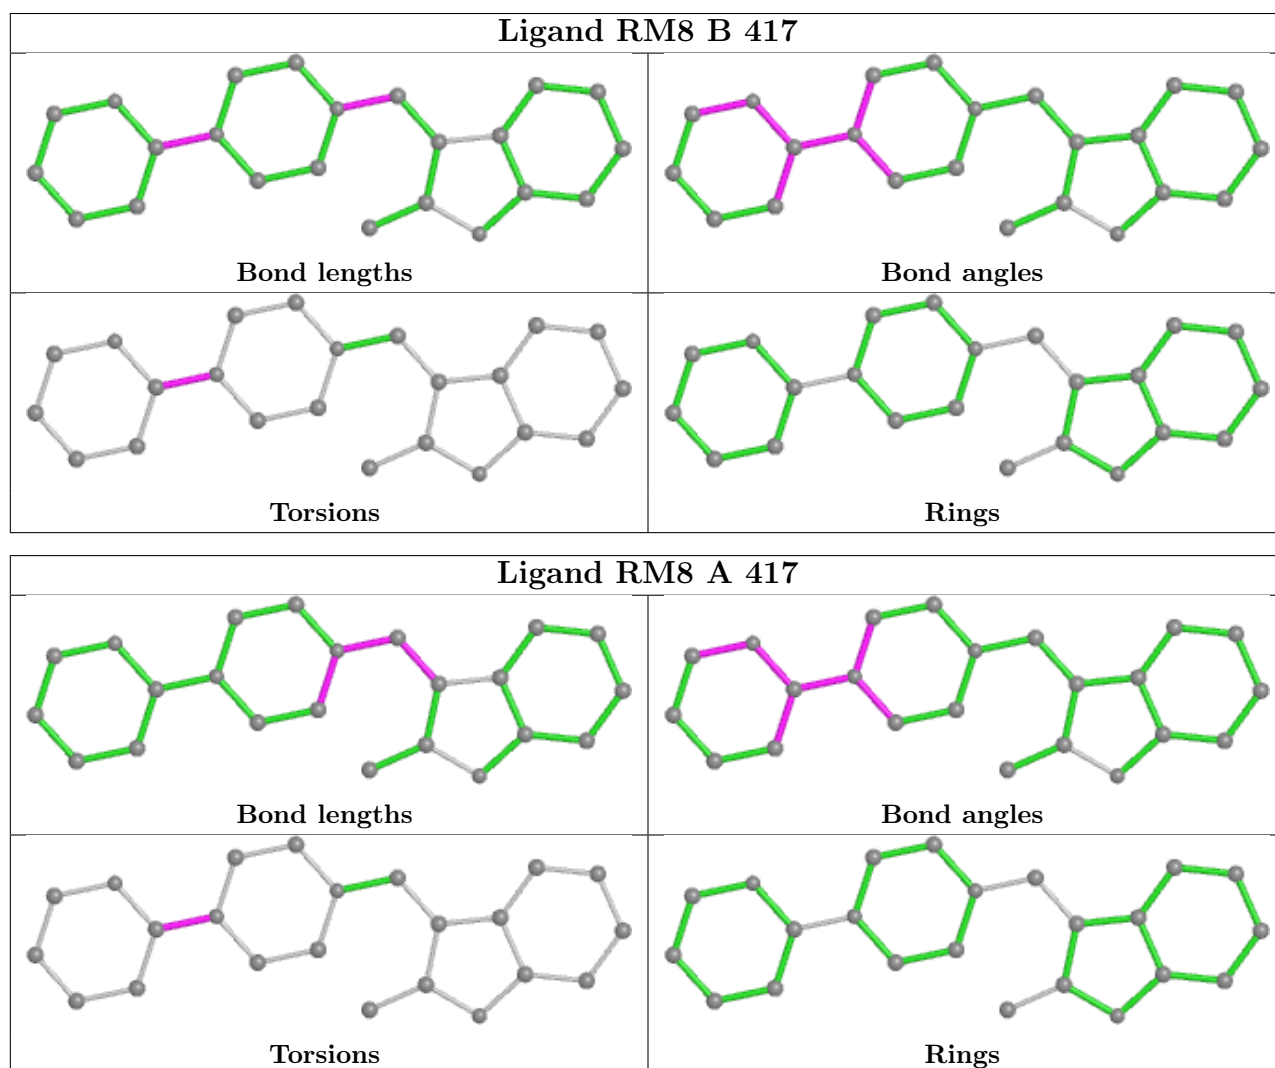 Ligand RM8 B 417
Bond lengths
Bond angles
Torsions
Rings
Ligand RM8 A 417
Bond lengths
Bond angles
Torsions
Rings